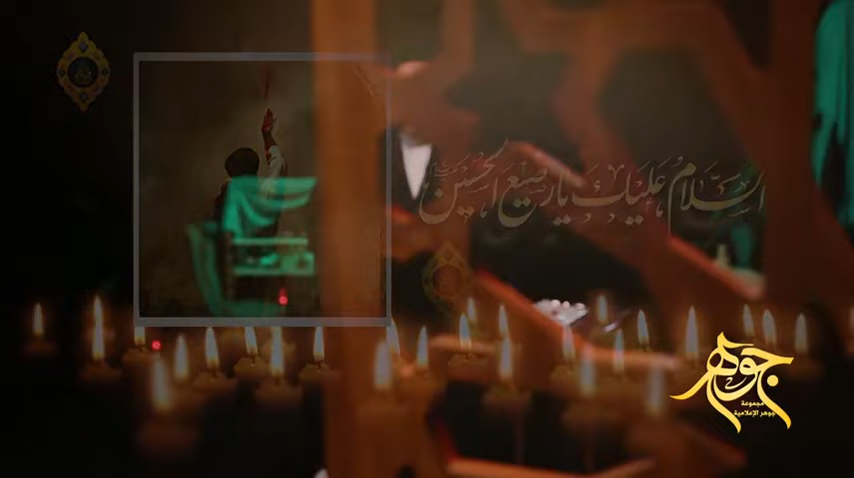 السلام عليك يا رضيع الحسين
جوهر
مجموعة
جوهر الإعلامية